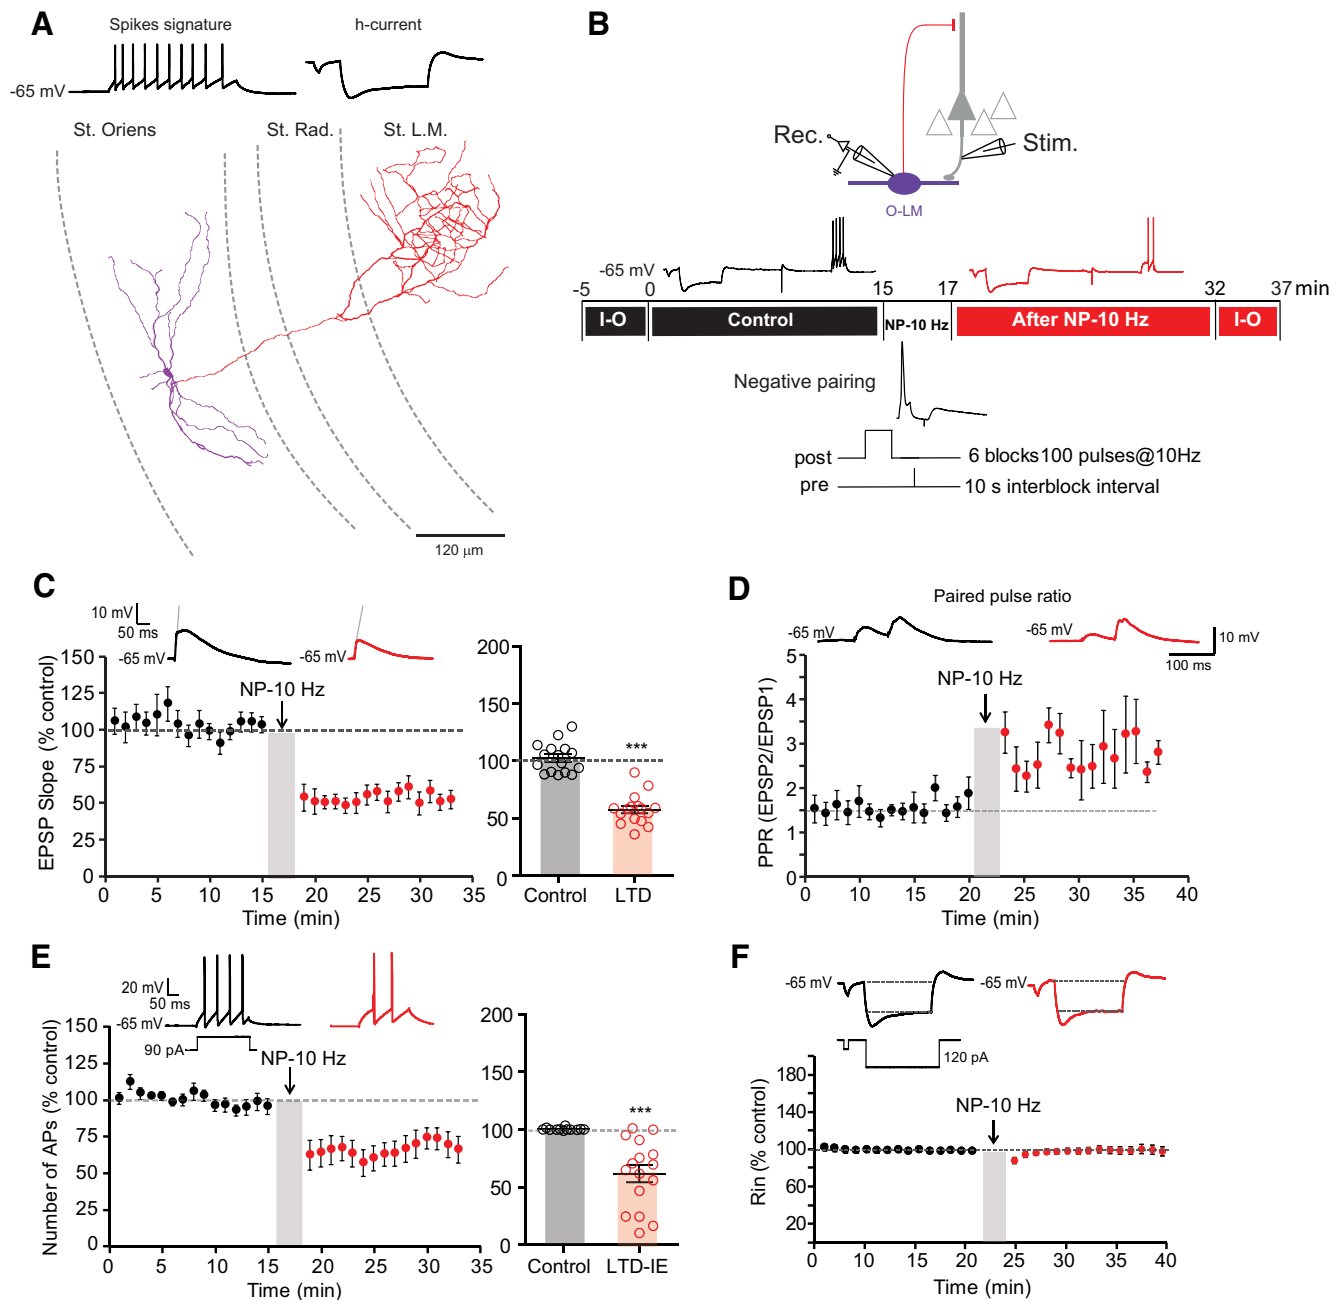 A
Spikes signature
h-current
-65 mV
St. Oriens
St. Rad.
St. L.M.
120 µm
B
Rec.
Stim.
O-LM
-65 mV
-5
0
15
17
32
37 min
I-O
Control
NP-10 Hz
After NP-10 Hz
I-O
Negative pairing
post
6 blocks100 pulses@10Hz
pre
10 s interblock interval
C
10 mV
50 ms
-65 mV
-65 mV
NP-10 Hz
EPSP Slope (% control)
150
125
100
75
50
25
0
0 5 10 15 20 25 30 35
Time (min)
200
150
100
50
0
***
Control
LTD
D
Paired pulse ratio
-65 mV
-65 mV
10 mV
100 ms
NP-10 Hz
PPR (EPSP2/EPSP1)
5
4
3
2
1
0
0 10 20 30 40
Time (min)
E
20 mV
50 ms
-65 mV
90 pA
NP-10 Hz
Number of APs (% control)
150
125
100
75
50
25
0
0 5 10 15 20 25 30 35
Time (min)
200
150
100
50
0
***
Control
LTD-IE
F
-65 mV
-65 mV
120 pA
NP-10 Hz
Rin (% control)
180
140
100
60
20
0 5 10 15 20 25 30 35 40
Time (min)